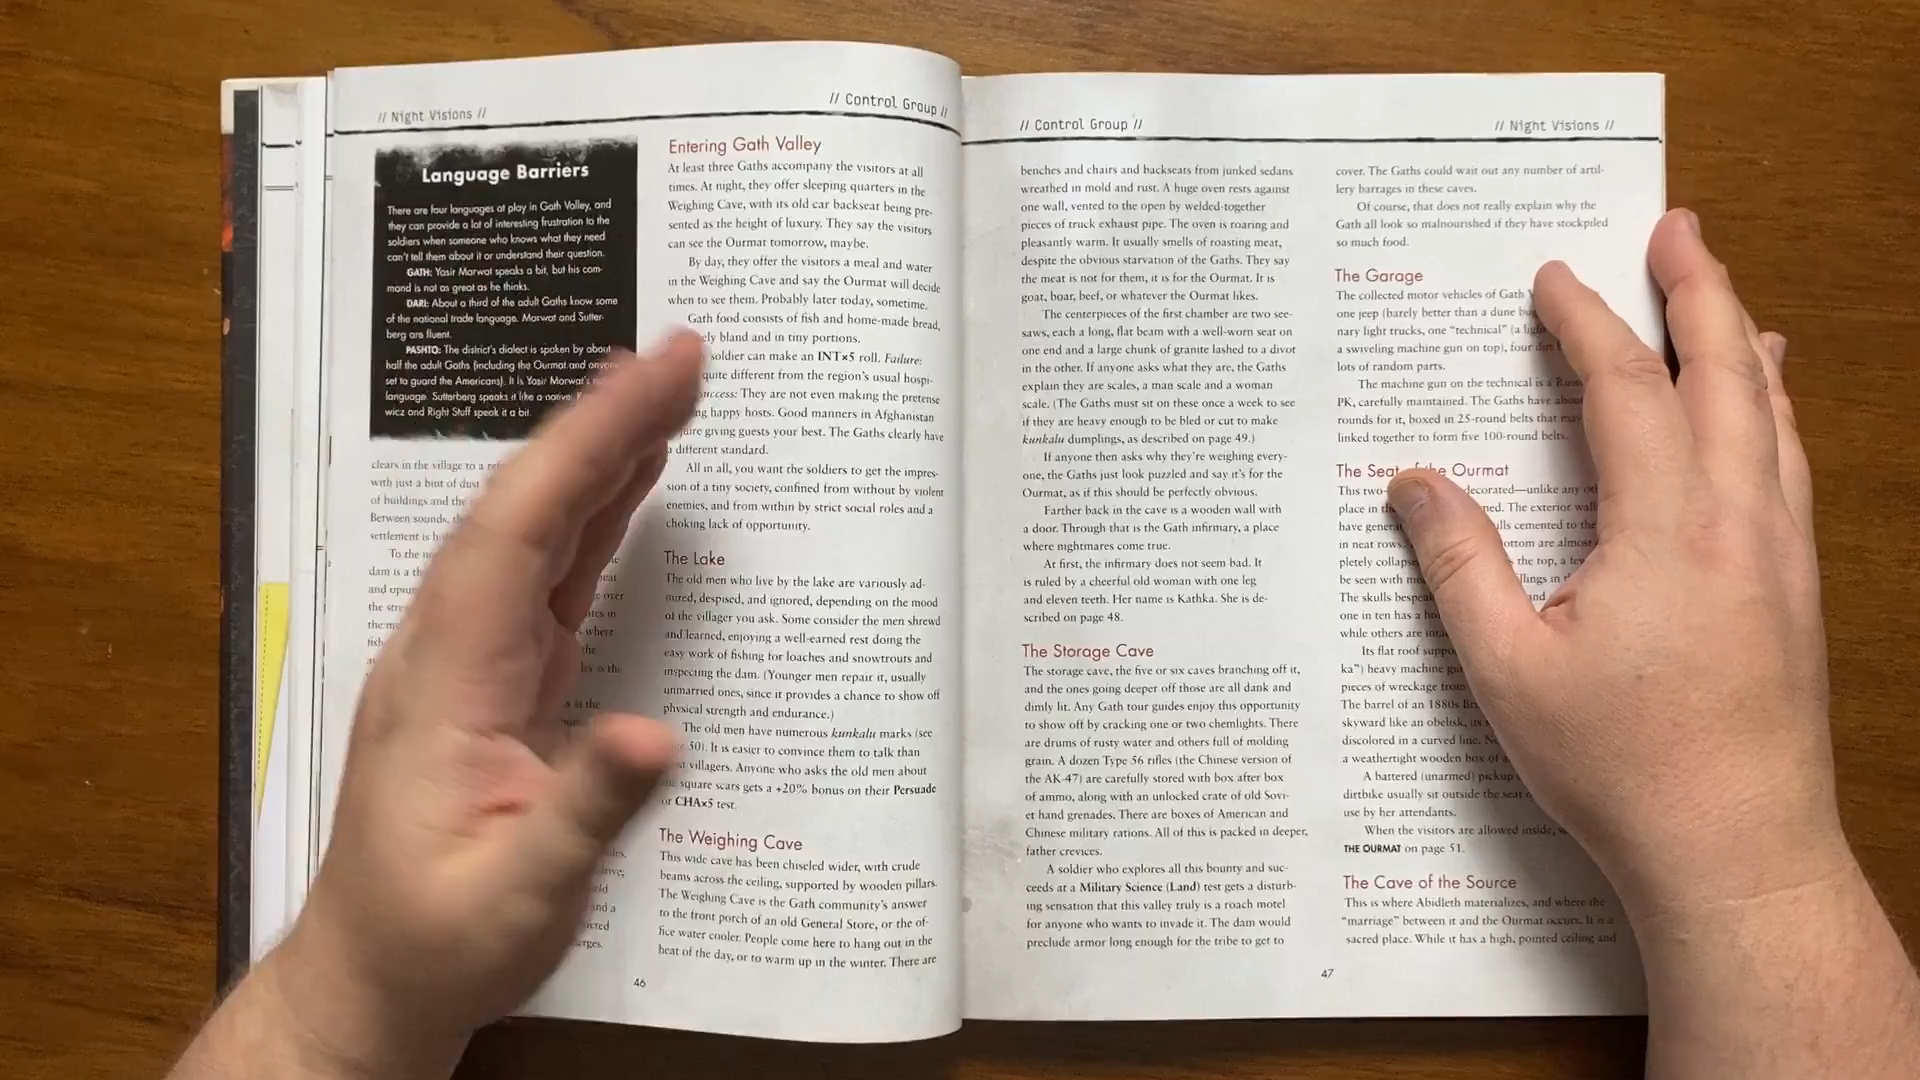 // Night Visions //
// Control Group //
Language Barriers
There are four languages at play in Gath Valley, and
they can provide a lot of interesting frustration to the
soldiers when someone who knows what they need
can't tell them about it or understand their question.
GATH: Yasir Marwat speaks a bit, but his com-
mand is not as great as he thinks.
DARI: About a third of the adult Gaths know some
of the national trade language. Marwat and Sutter-
berg are fluent.
PASHTO: The district's dialect is spoken by about
half the adult Gaths (including the Ourmat and anyone
set to guard the Americans). It is Yasir Marwat's
language. Sutterberg speaks it like a native.
wicz and Right Stuff speak it a bit.
clears in the village to a
with just a hint of dust
of buildings and the
Between sounds,
settlement is
To the
dam is a
and
the
fish
over
where
the
is the
at the
and a
Entering Gath Valley
At least three Gaths accompany the visitors at all
times. At night, they offer sleeping quarters in the
Weighing Cave, with its old car backseat being pre-
sented as the height of luxury. They say the visitors
can see the Ourmat tomorrow, maybe.
By day, they offer the visitors a meal and water
in the Weighing Cave and say the Ourmat will decide
when to see them. Probably later today, sometime.
Gath food consists of fish and home-made bread,
bland and in tiny portions.
soldier can make an INT×5 roll. Failure:
quite different from the region's usual hospi-
Success: They are not even making the pretense
happy hosts. Good manners in Afghanistan
giving guests your best. The Gaths clearly have
a different standard.
All in all, you want the soldiers to get the impres-
sion of a tiny society, confined from without by violent
enemies, and from within by strict social roles and a
choking lack of opportunity.
The Lake
The old men who live by the lake are variously ad-
mired, despised, and ignored, depending on the mood
of the villager you ask. Some consider the men shrewd
and learned, enjoying a well-earned rest doing the
easy work of fishing for loaches and snowtrouts and
inspecting the dam. (Younger men repair it, usually
unmarried ones, since it provides a chance to show off
physical strength and endurance.)
The old men have numerous kunkalu marks (see
50). It is easier to convince them to talk than
villagers. Anyone who asks the old men about
square scars gets a +20% bonus on their Persuade
or CHA×5 test.
The Weighing Cave
This wide cave has been chiseled wider, with crude
beams across the ceiling, supported by wooden pillars.
The Weighing Cave is the Gath community's answer
to the front porch of an old General Store, or the of-
fice water cooler. People come here to hang out in the
heat of the day, or to warm up in the winter. There are
46
// Control Group //
// Night Visions //
benches and chairs and backseats from junked sedans
wreathed in mold and rust. A huge oven rests against
one wall, vented to the open by welded-together
pieces of truck exhaust pipe. The oven is roaring and
pleasantly warm. It usually smells of roasting meat,
despite the obvious starvation of the Gaths. They say
the meat is not for them, it is for the Ourmat. It is
goat, boar, beef, or whatever the Ourmat likes.
The centerpieces of the first chamber are two see-
saws, each a long, flat beam with a well-worn seat on
one end and a large chunk of granite lashed to a divot
in the other. If anyone asks what they are, the Gaths
explain they are scales, a man scale and a woman
scale. (The Gaths must sit on these once a week to see
if they are heavy enough to be bled or cut to make
kunkalu dumplings, as described on page 49.)
If anyone then asks why they're weighing every-
one, the Gaths just look puzzled and say it's for the
Ourmat, as if this should be perfectly obvious.
Farther back in the cave is a wooden wall with
a door. Through that is the Gath infirmary, a place
where nightmares come true.
At first, the infirmary does not seem bad. It
is ruled by a cheerful old woman with one leg
and eleven teeth. Her name is Kathka. She is de-
scribed on page 48.
The Storage Cave
The storage cave, the five or six caves branching off it,
and the ones going deeper off those are all dank and
dimly lit. Any Gath tour guides enjoy this opportunity
to show off by cracking one or two chemlights. There
are drums of rusty water and others full of molding
grain. A dozen Type 56 rifles (the Chinese version of
the AK-47) are carefully stored with box after box
of ammo, along with an unlocked crate of old Sovi-
et hand grenades. There are boxes of American and
Chinese military rations. All of this is packed in deeper,
father crevices.
A soldier who explores all this bounty and suc-
ceeds at a Military Science (Land) test gets a disturb-
ing sensation that this valley truly is a roach motel
for anyone who wants to invade it. The dam would
preclude armor long enough for the tribe to get to
cover. The Gaths could wait out any number of artil-
lery barrages in these caves.
Of course, that does not really explain why the
Gath all look so malnourished if they have stockpiled
so much food.
The Garage
The collected motor vehicles of Gath
one jeep (barely better than a dune
nary light trucks, one "technical" (a
a swiveling machine gun on top), four dirt
lots of random parts.
The machine gun on the technical is a
PK, carefully maintained. The Gaths have about
rounds for it, boxed in 25-round belts that may
linked together to form five 100-round belts.
The Seat of the Ourmat
This two- decorated—unlike any
place in The exterior
have cemented to the
in neat rows. bottom are almost
pletely the top, a few
be seen with
The skulls and
one in ten has a
while others are
Its flat roof
ka") heavy machine
pieces of wreckage from
The barrel of an 1880s
skyward like an obelisk,
discolored in a curved line.
a weathertight wooden box
A battered (unarmed) pickup
dirtbike usually sit outside the seat
use by her attendants.
When the visitors are allowed inside,
THE OURMAT on page 51.
The Cave of the Source
This is where Abidleth materializes, and where the
"marriage" between it and the Ourmat occurs. It is a
sacred place. While it has a high, pointed ceiling and
47